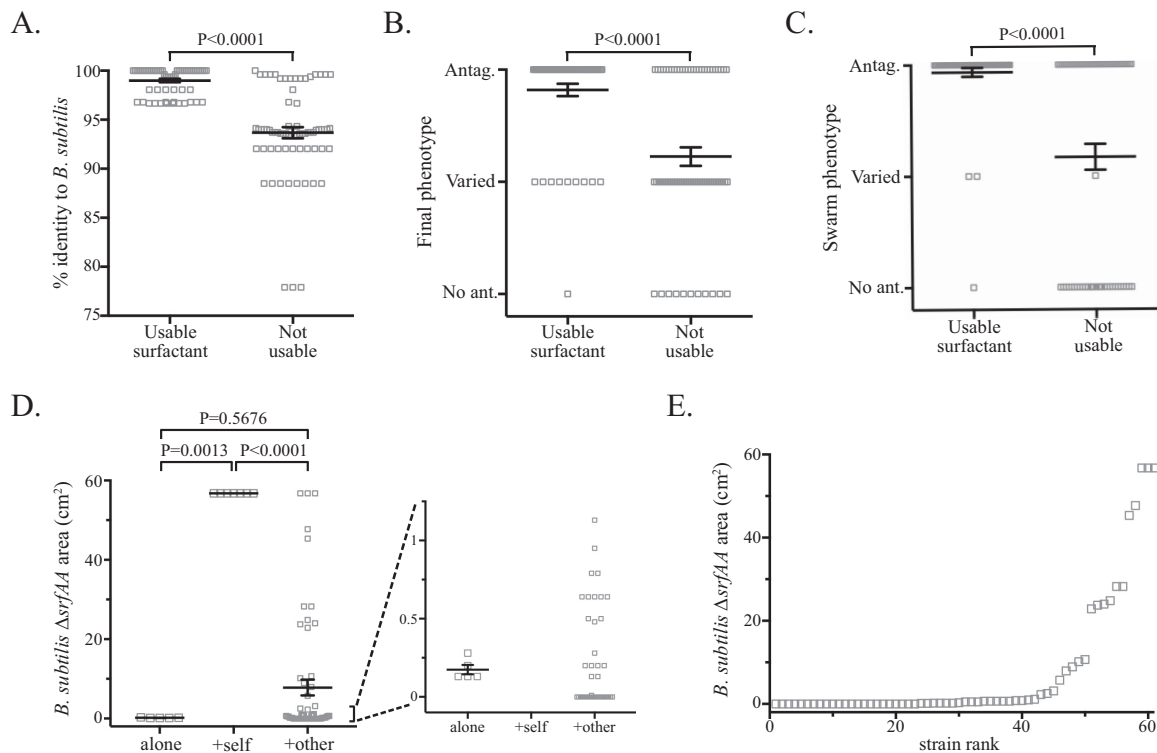 A.
P<0.0001
100
95
90
85
80
75
% identity to B. subtilis
Usable surfactant
Not usable
B.
P<0.0001
Antag.
Varied
No ant.
Final phenotype
Usable surfactant
Not usable
C.
P<0.0001
Antag.
Varied
No ant.
Swarm phenotype
Usable surfactant
Not usable
D.
P=0.5676
P=0.0013
P<0.0001
60
40
20
0
B. subtilis ΔsrfAA area (cm²)
alone
+self
+other
1
0.5
0
alone
+self
+other
E.
60
40
20
0
B. subtilis ΔsrfAA area (cm²)
0
20
40
60
strain rank